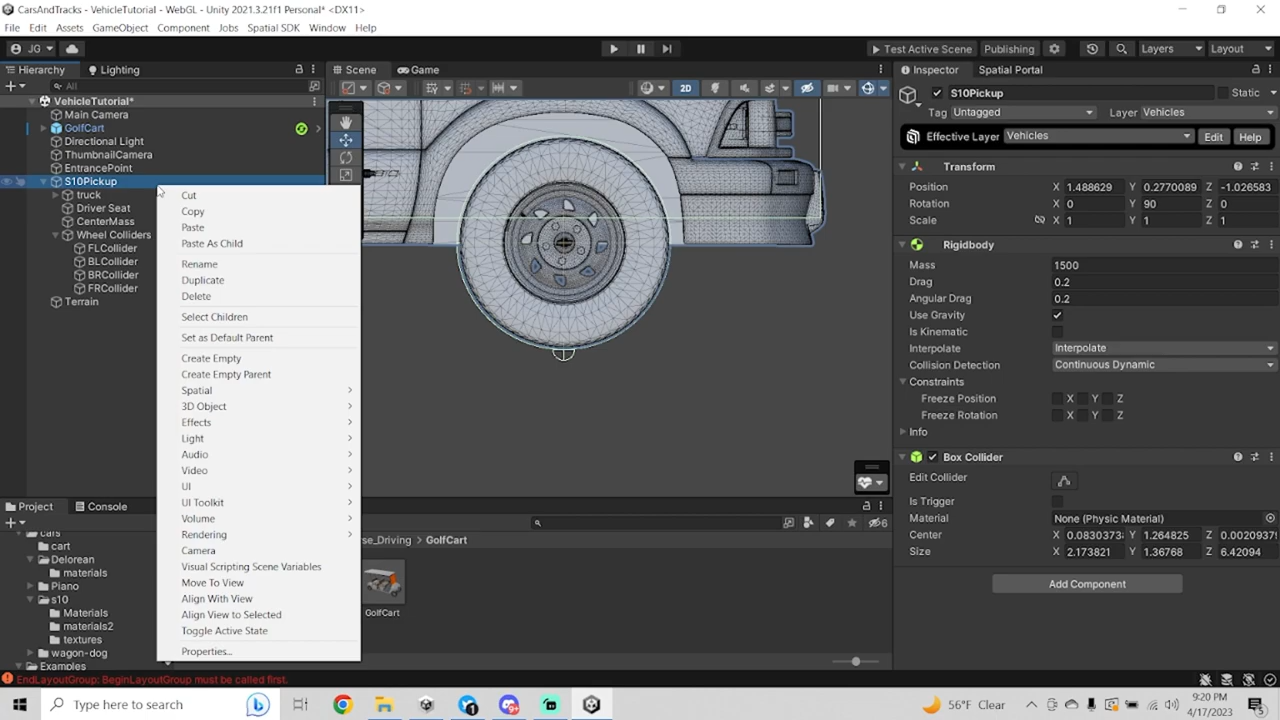 CarsAndTracks - VehicleTutorial - WebGL - Unity 2021.3.21f1 Personal* <DX11>
File Edit Assets GameObject Component Jobs Spatial SDK Window Help
JG Test Active Scene Publishing Layers Layout
Hierarchy Lighting Scene Game Inspector Spatial Portal
All 2D S10Pickup Static
VehicleTutorial*
Main Camera Tag Untagged Layer Vehicles
GolfCart Effective Layer Vehicles Edit Help
Directional Light
ThumbnailCamera Transform
EntrancePoint
S10Pickup Position X 1.488629 Y 0.2770089 Z -1.026583
truck Cut Rotation X 0 Y 90 Z 0
Driver Seat Copy Scale X 1 Y 1 Z 1
CenterMass Paste
Wheel Colliders Paste As Child Rigidbody
FLCollider Rename Mass 1500
BLCollider Duplicate Drag 0.2
BRCollider Delete Angular Drag 0.2
FRCollider Use Gravity
Terrain Select Children Is Kinematic
Set as Default Parent Interpolate Interpolate
Create Empty Collision Detection Continuous Dynamic
Create Empty Parent Constraints
Spatial Freeze Position X Y Z
3D Object Freeze Rotation X Y Z
Effects Info
Light
Audio Box Collider
Video Edit Collider
UI Is Trigger
UI Toolkit Material None (Physic Material)
Volume Center X 0.0830373 Y 1.264825 Z 0.0020937
Rendering Size X 2.173821 Y 1.36768 Z 6.42094
Camera Add Component
Visual Scripting Scene Variables
Move To View
Align With View
Align View to Selected
Toggle Active State
Properties...
Project Console
6
cars rse_Driving GolfCart
cart
Delorean
materials
Piano
s10 GolfCart
Materials
materials2
textures
wagon-dog
Examples
EndLayoutGroup: BeginLayoutGroup must be called first.
Type here to search 56°F Clear 9:20 PM
4/17/2023